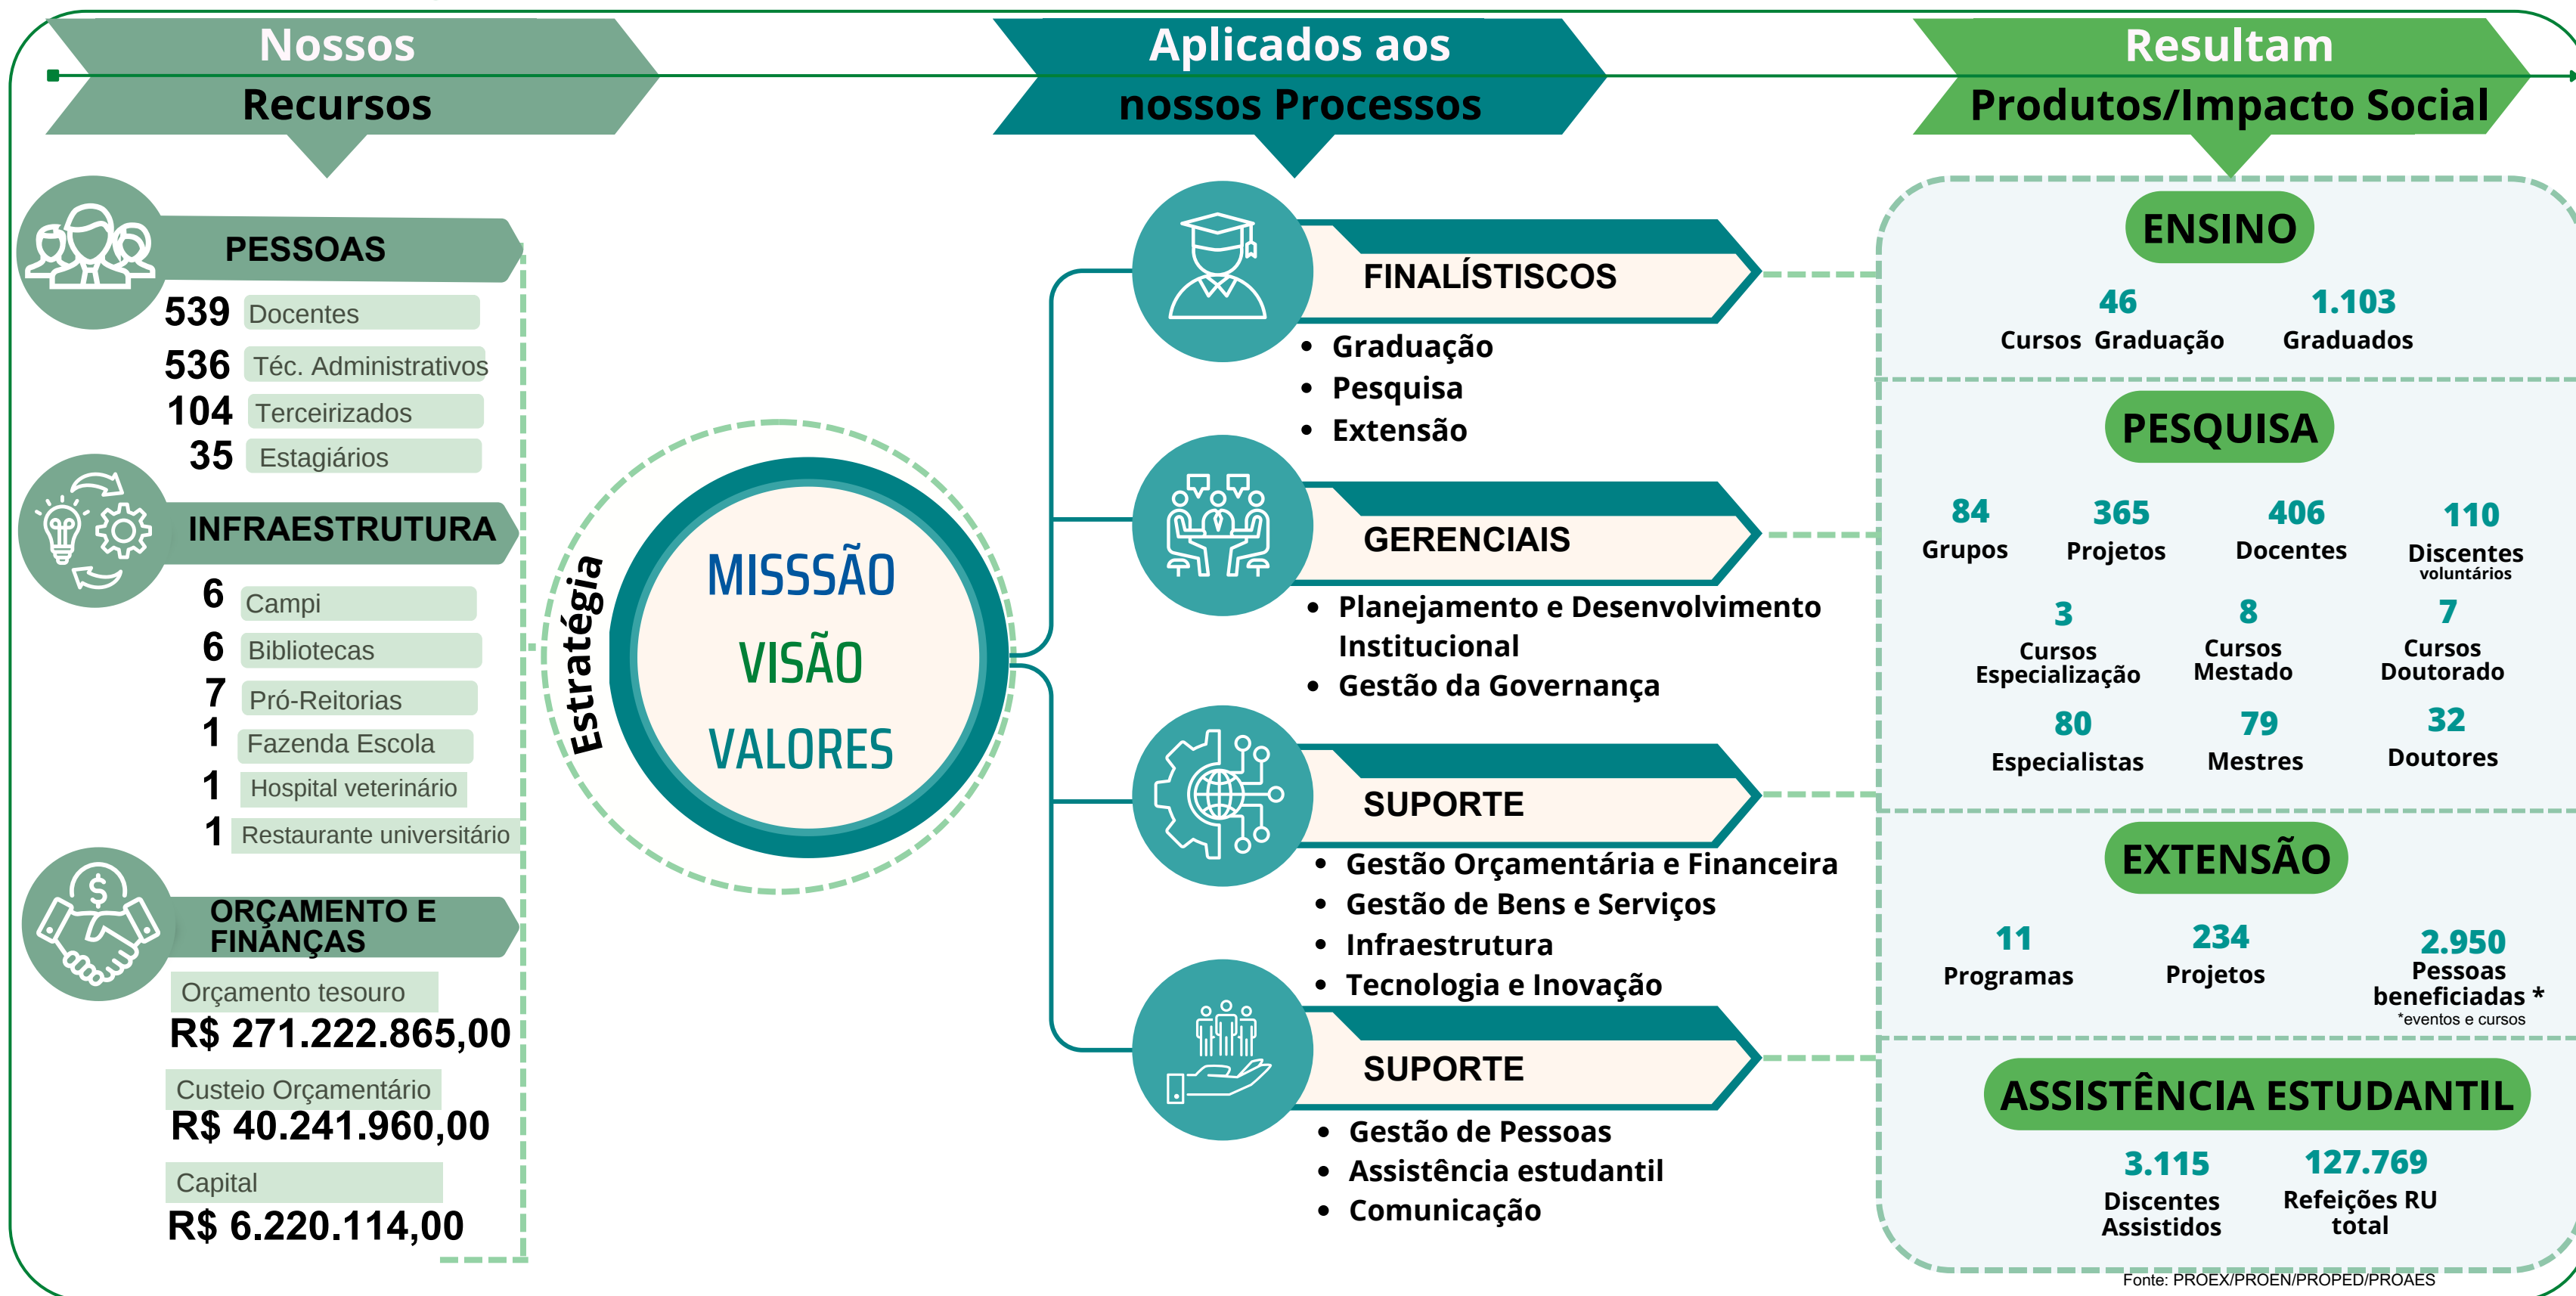 Nossos
Recursos
PESSOAS
539 Docentes
536 Téc. Administrativos
104 Terceirizados
35 Estagiários
INFRAESTRUTURA
6 Campi
6 Bibliotecas
7 Pró-Reitorias
1 Fazenda Escola
1 Hospital veterinário
1 Restaurante universitário
ORÇAMENTO E
FINANÇAS
Orçamento tesouro
R$ 271.222.865,00
Custeio Orçamentário
R$ 40.241.960,00
Capital
R$ 6.220.114,00
Estratégia
MISSSÃO
VISÃO
VALORES
Aplicados aos
nossos Processos
FINALÍSTISCOS
• Graduação
• Pesquisa
• Extensão
GERENCIAIS
• Planejamento e Desenvolvimento
Institucional
• Gestão da Governança
SUPORTE
• Gestão Orçamentária e Financeira
• Gestão de Bens e Serviços
• Infraestrutura
• Tecnologia e Inovação
SUPORTE
• Gestão de Pessoas
• Assistência estudantil
• Comunicação
Resultam
Produtos/Impacto Social
ENSINO
46 1.103
Cursos Graduação Graduados
PESQUISA
84 365 406 110
Grupos Projetos Docentes Discentes
voluntários
3 8 7
Cursos Cursos Cursos
Especialização Mestado Doutorado
80 79 32
Especialistas Mestres Doutores
EXTENSÃO
11 234 2.950
Programas Projetos Pessoas
beneficiadas *
*eventos e cursos
ASSISTÊNCIA ESTUDANTIL
3.115 127.769
Discentes Refeições RU
Assistidos total
Fonte: PROEX/PROEN/PROPED/PROAES